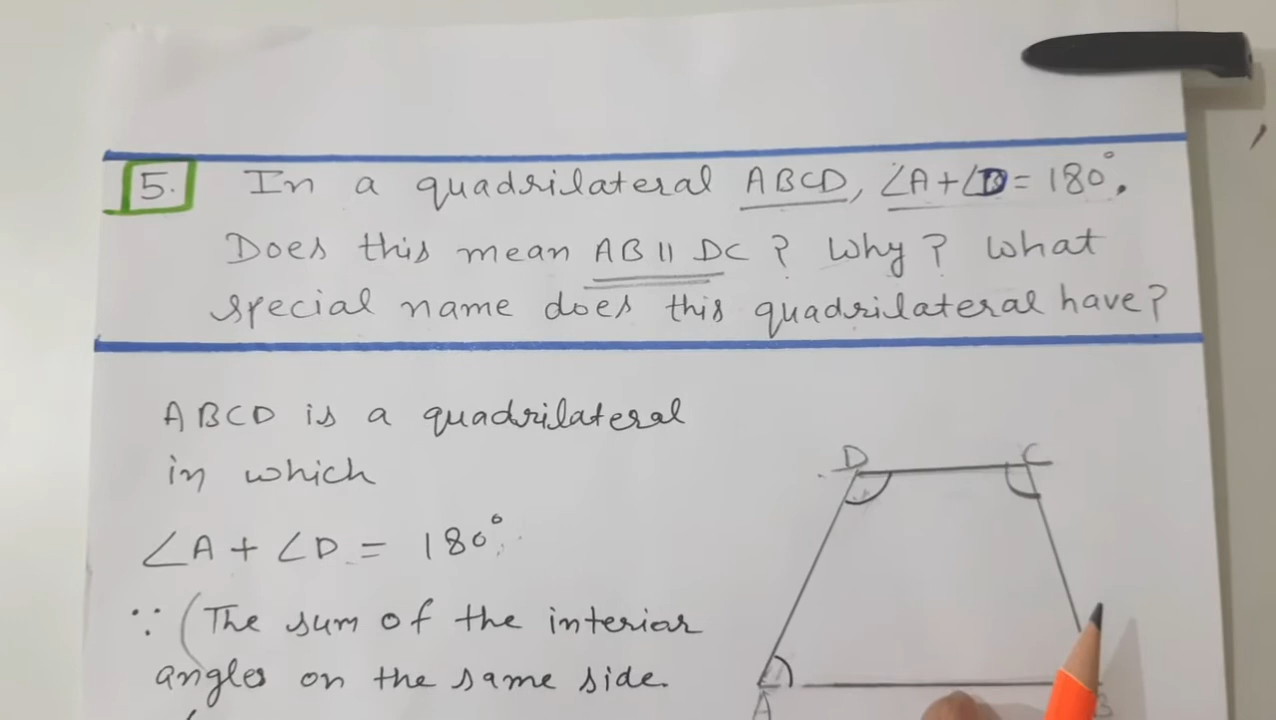 5. In a quadrilateral ABCD, ∠A+∠D = 180°.
Does this mean AB || DC ? Why ? What
special name does this quadrilateral have?
ABCD is a quadrilateral
in which
D C
∠A + ∠D = 180°
∵ (The sum of the interior
angles on the same side.
A B